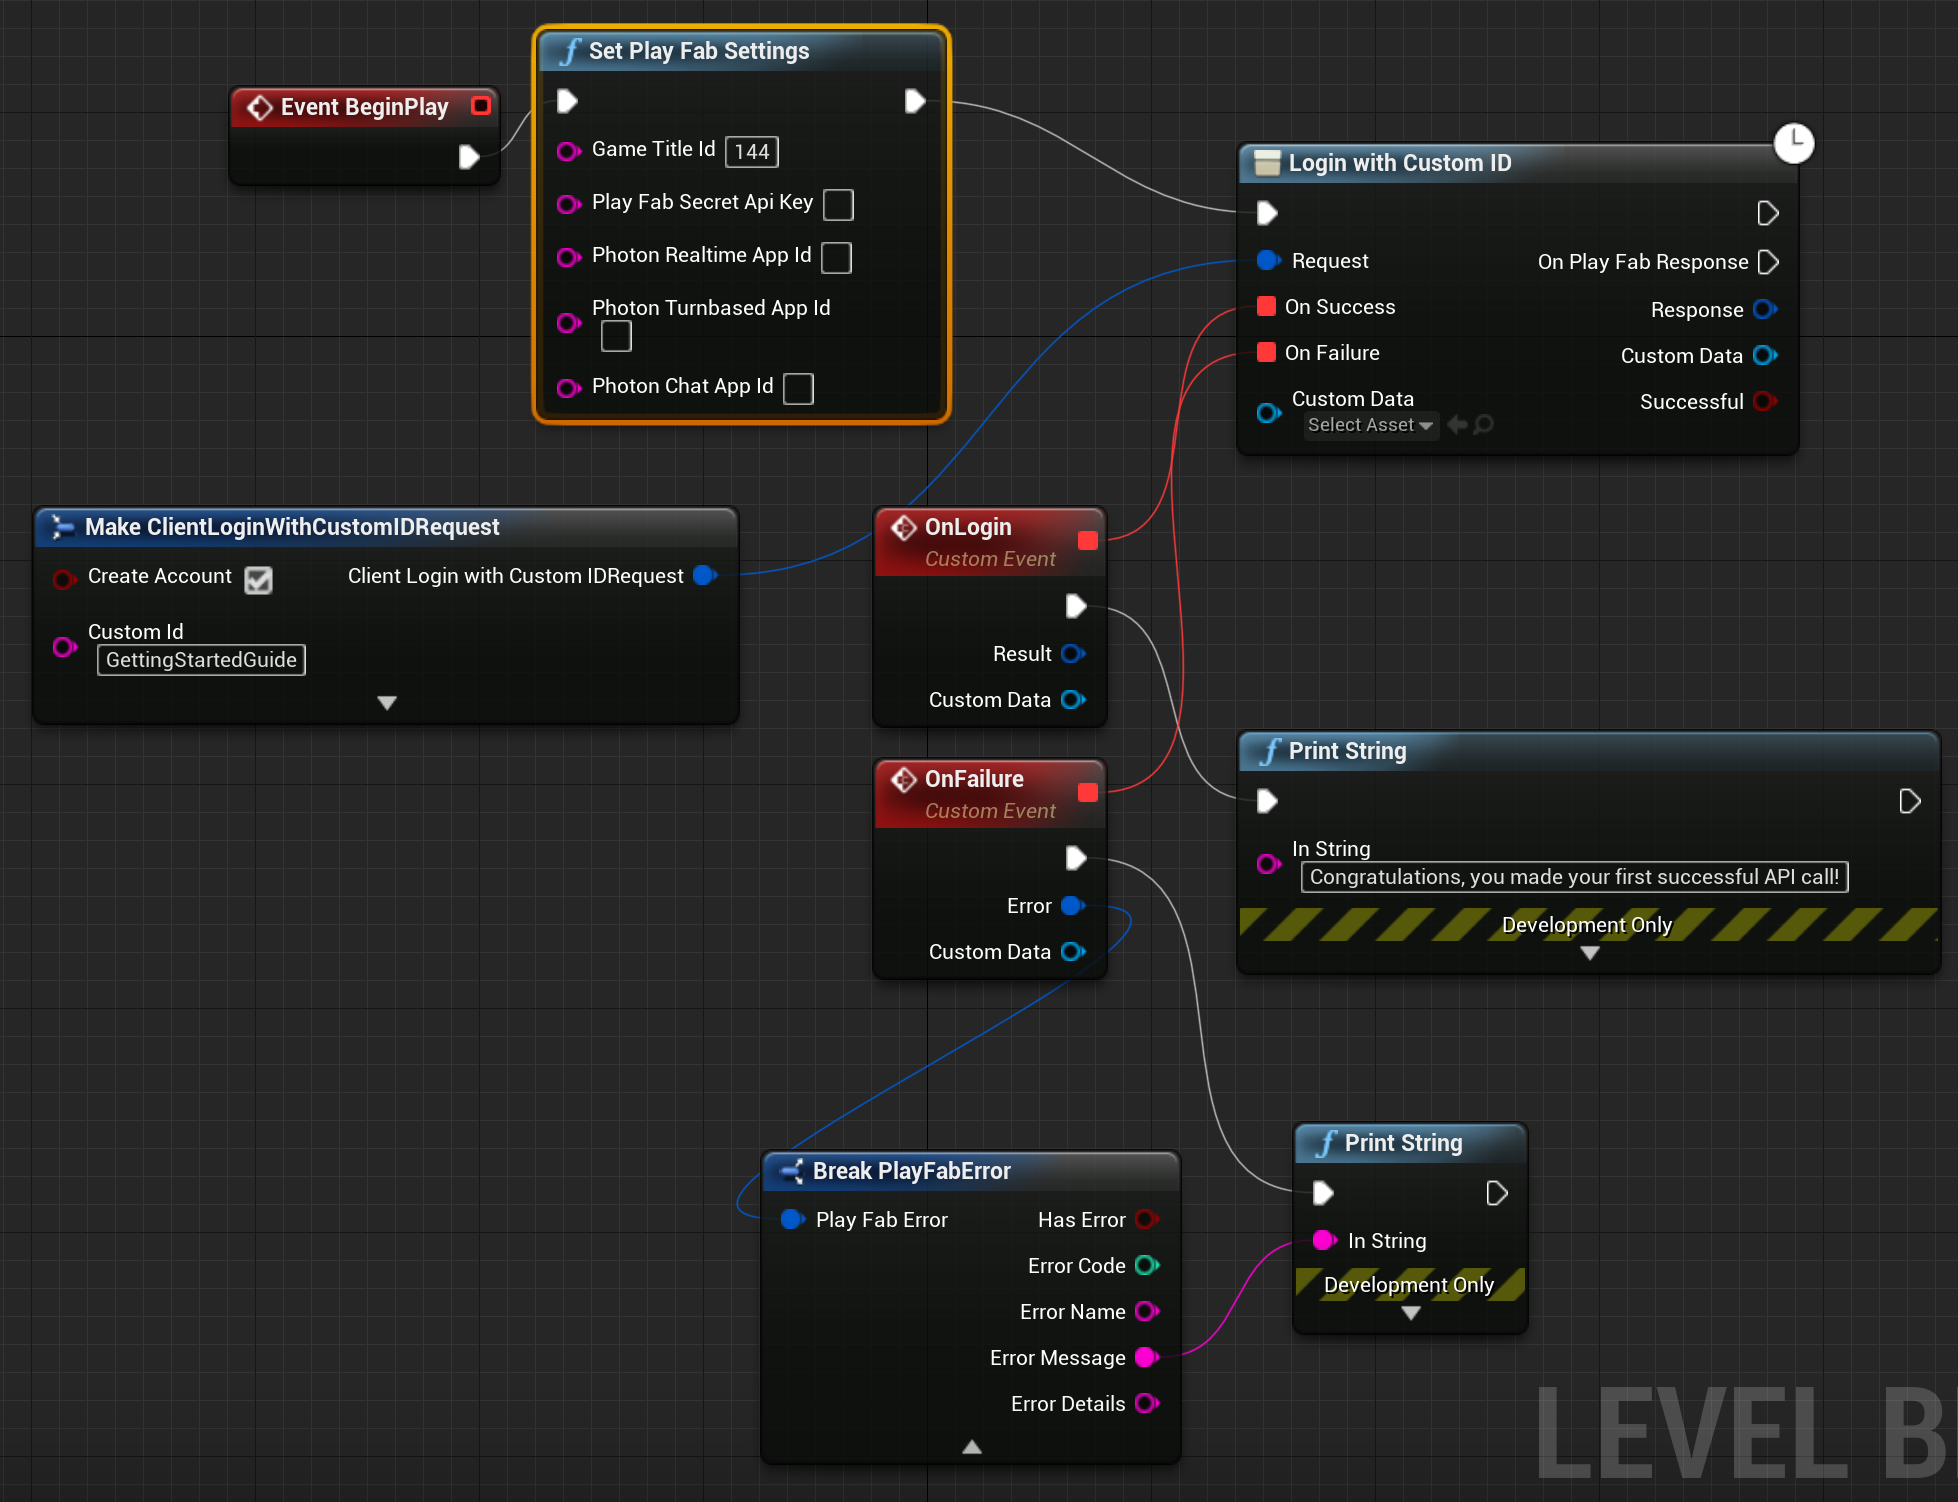 Set Play Fab Settings
Game Title Id 144
Play Fab Secret Api Key
Photon Realtime App Id
Photon Turnbased App Id
Photon Chat App Id
Event BeginPlay
Login with Custom ID
Request
On Play Fab Response
On Success
Response
On Failure
Custom Data
Custom Data
Select Asset
Successful
Make ClientLoginWithCustomIDRequest
Create Account
Client Login with Custom IDRequest
Custom Id
GettingStartedGuide
OnLogin
Custom Event
Result
Custom Data
OnFailure
Custom Event
Error
Custom Data
Print String
In String
Congratulations, you made your first successful API call!
Development Only
Break PlayFabError
Play Fab Error
Has Error
Error Code
Error Name
Error Message
Error Details
Print String
In String
Development Only
LEVEL B